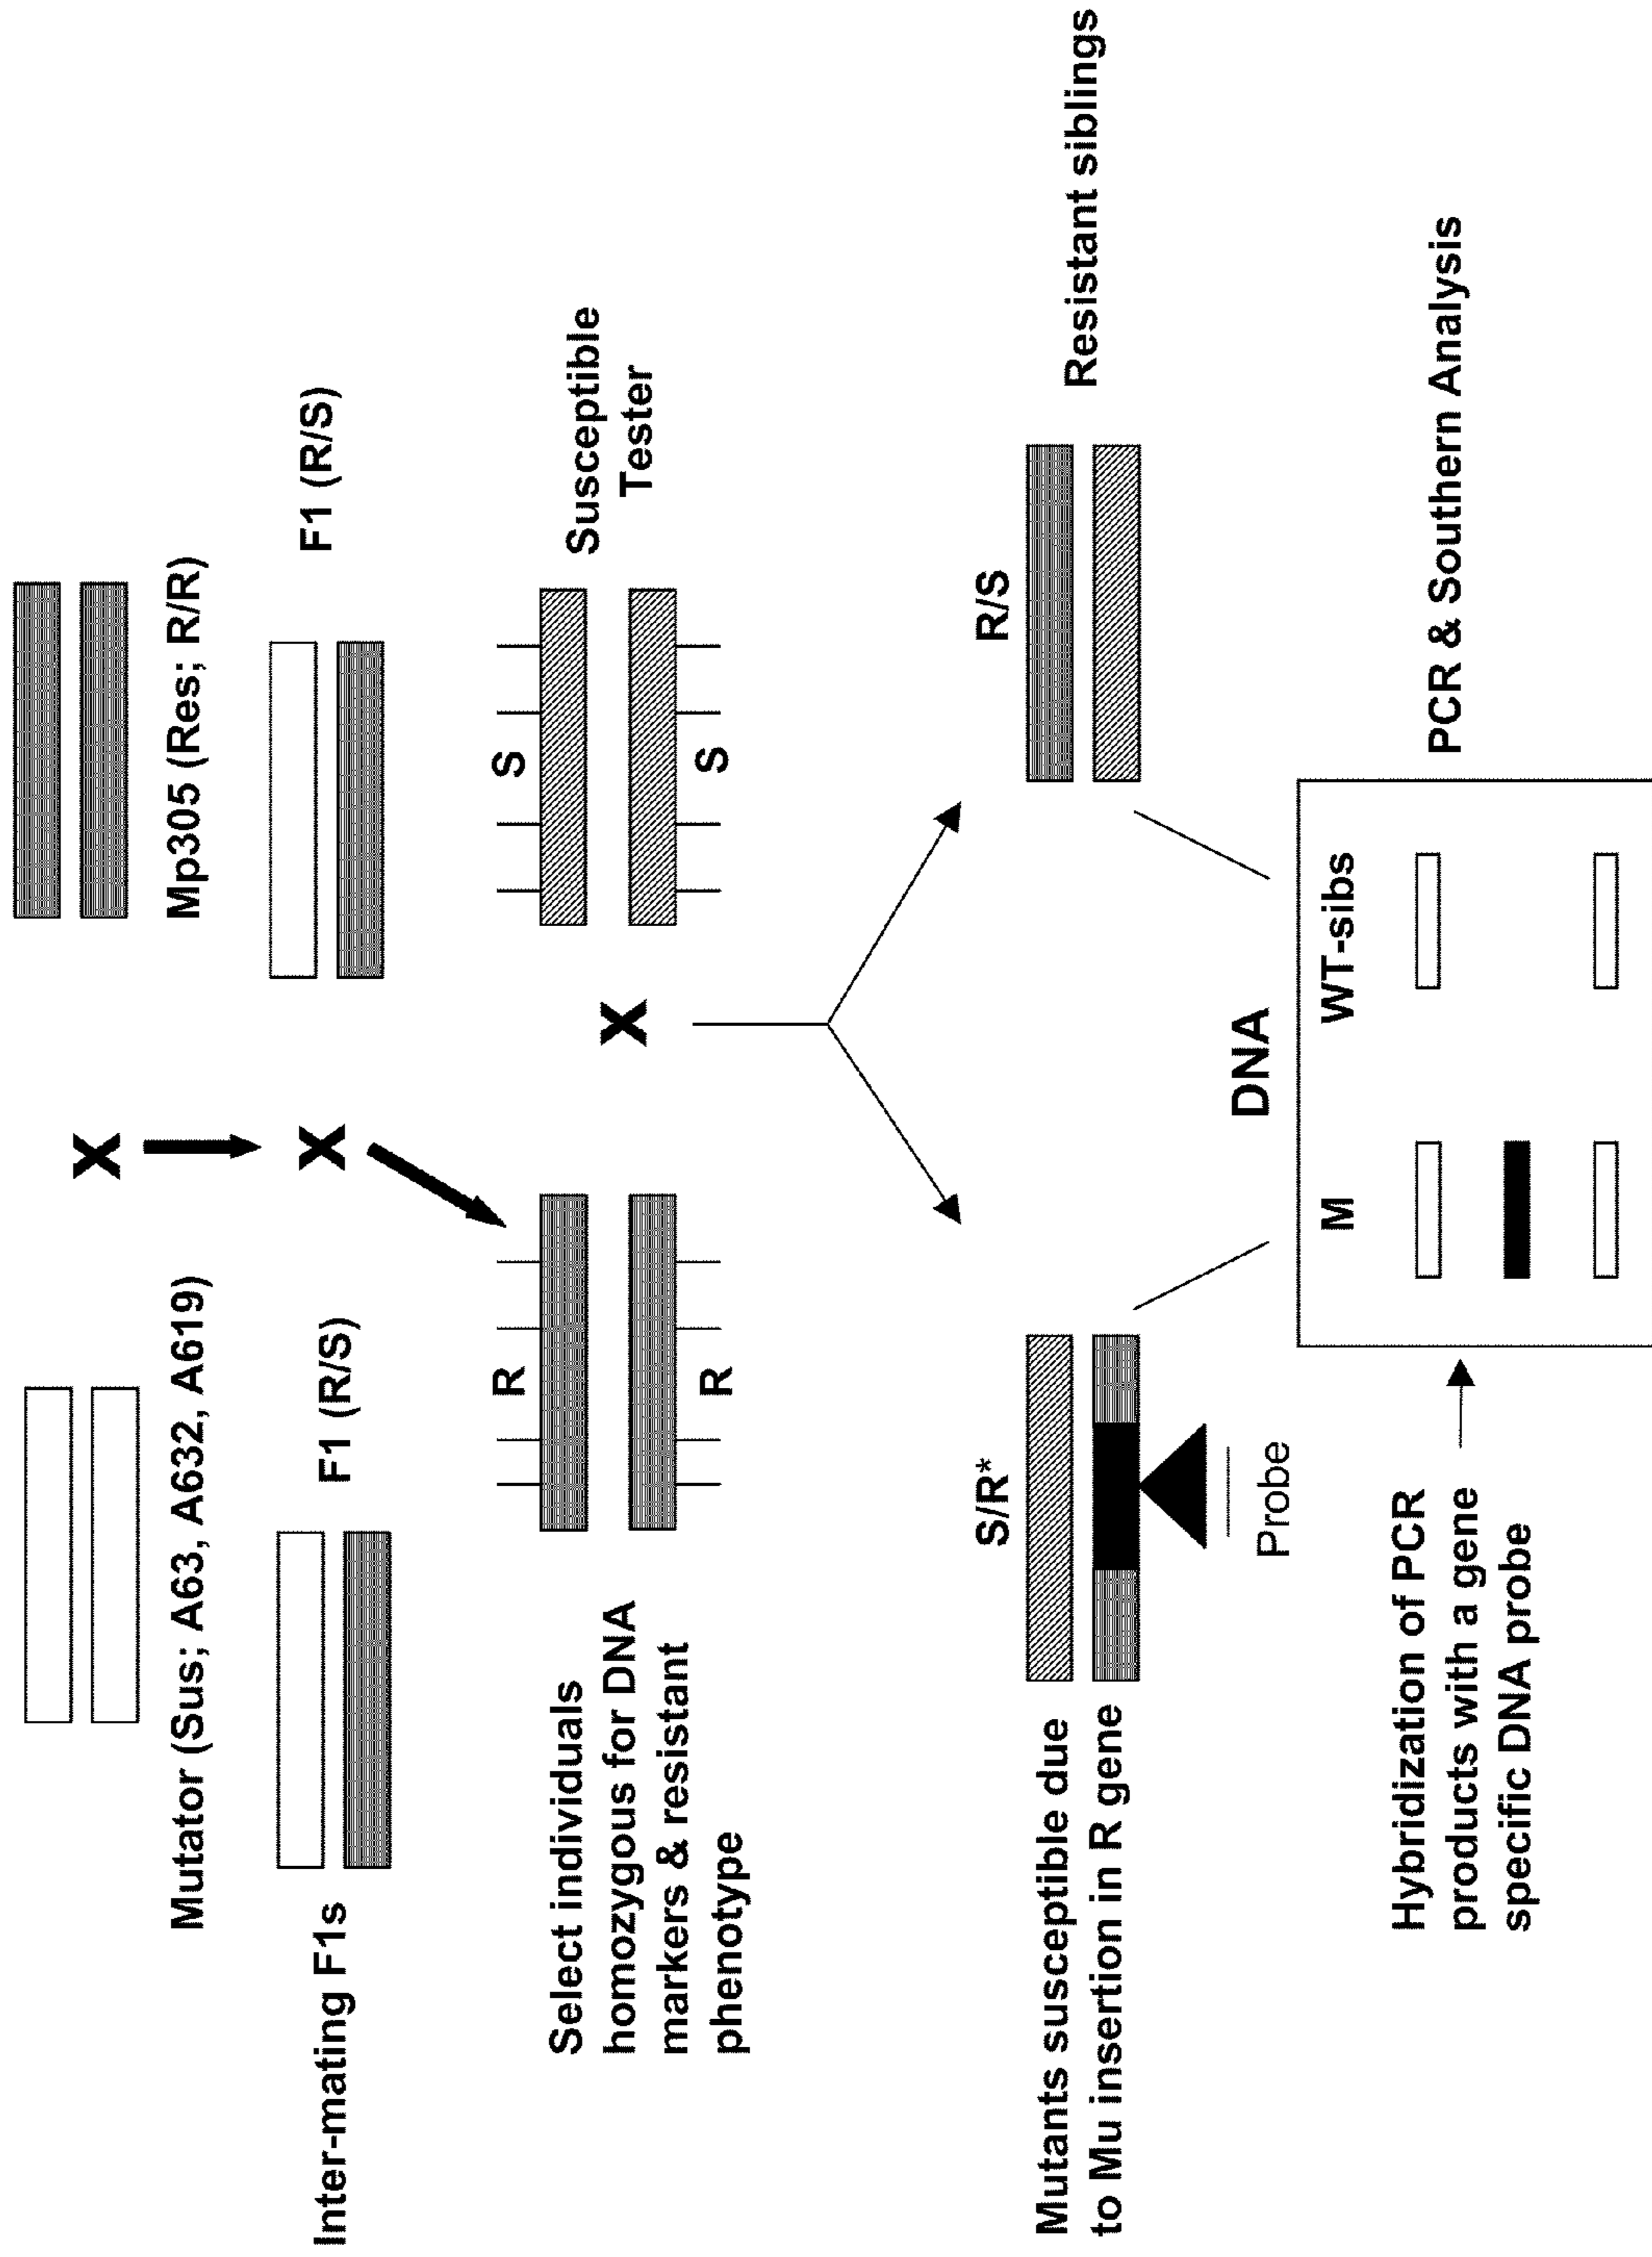 X
Mutator (Sus; A63, A632, A619)
Mp305 (Res; R/R)
Inter-mating F1s
F1 (R/S)
X
F1 (R/S)
Select individuals
homozygous for DNA
markers & resistant
phenotype
R
R
X
S
S
Susceptible
Tester
Mutants susceptible due
to Mu insertion in R gene
S/R*
Probe
R/S
Resistant siblings
DNA
M
WT-sibs
Hybridization of PCR
products with a gene
specific DNA probe
PCR & Southern Analysis